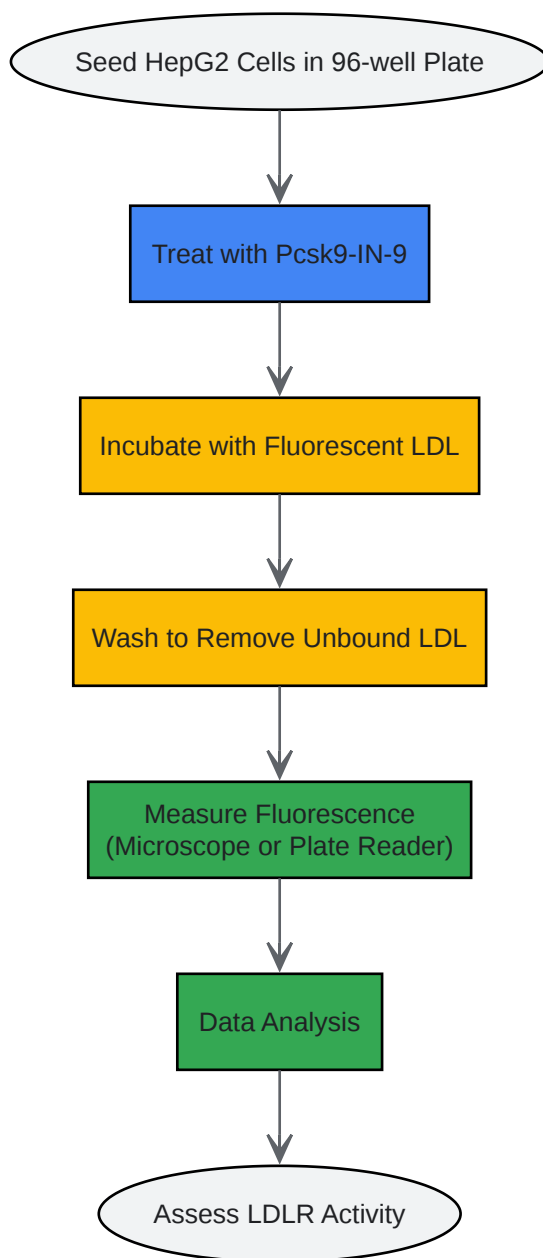 Seed HepG2 Cells in 96-well Plate
Treat with Pcsk9-IN-9
Incubate with Fluorescent LDL
Wash to Remove Unbound LDL
Measure Fluorescence
(Microscope or Plate Reader)
Data Analysis
Assess LDLR Activity